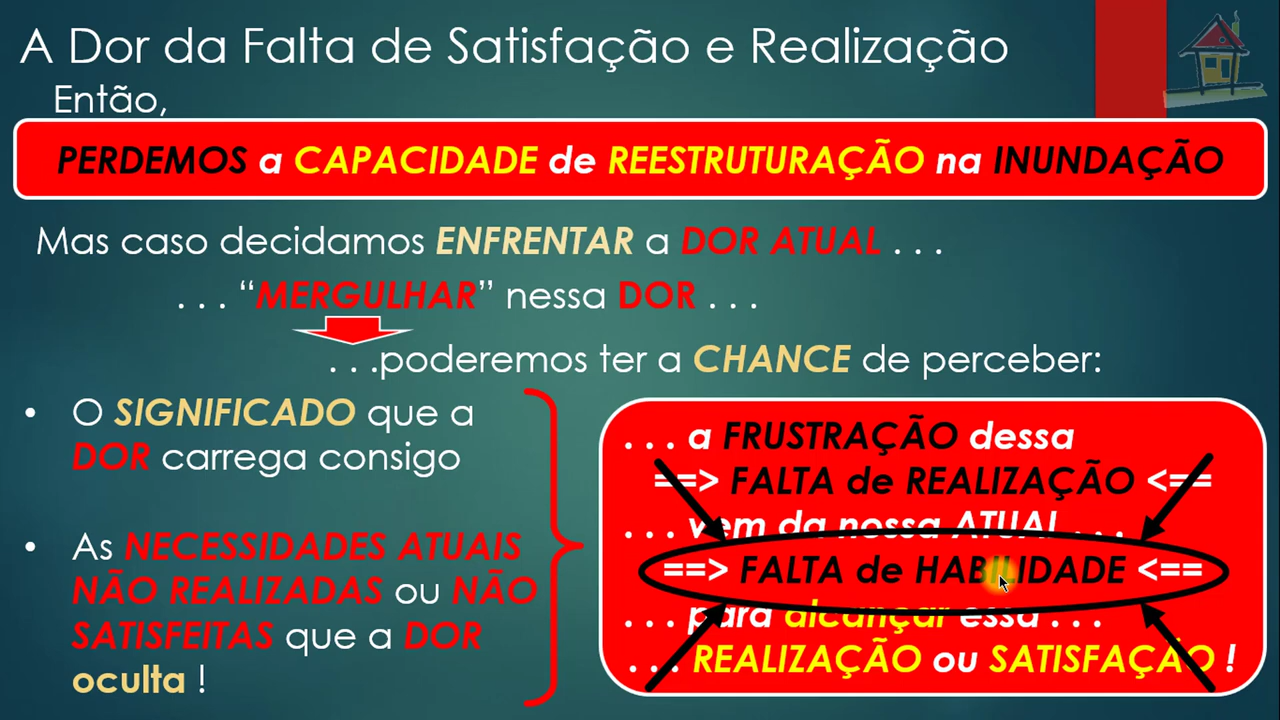 A Dor da Falta de Satisfação e Realização
Então,
PERDEMOS a CAPACIDADE de REESTRUTURAÇÃO na INUNDAÇÃO
Mas caso decidamos ENFRENTAR a DOR ATUAL . . .
. . . “MERGULHAR” nessa DOR . . .
. . .poderemos ter a CHANCE de perceber:
• O SIGNIFICADO que a
DOR carrega consigo
• As NECESSIDADES ATUAIS
NÃO REALIZADAS ou NÃO
SATISFEITAS que a DOR
oculta !
. . . a FRUSTRAÇÃO dessa
==> FALTA de REALIZAÇÃO <==
. . . vem da nossa ATUAL . . .
==> FALTA de HABILIDADE <==
. . . para alcançar essa . . .
. . . REALIZAÇÃO ou SATISFAÇÃO !